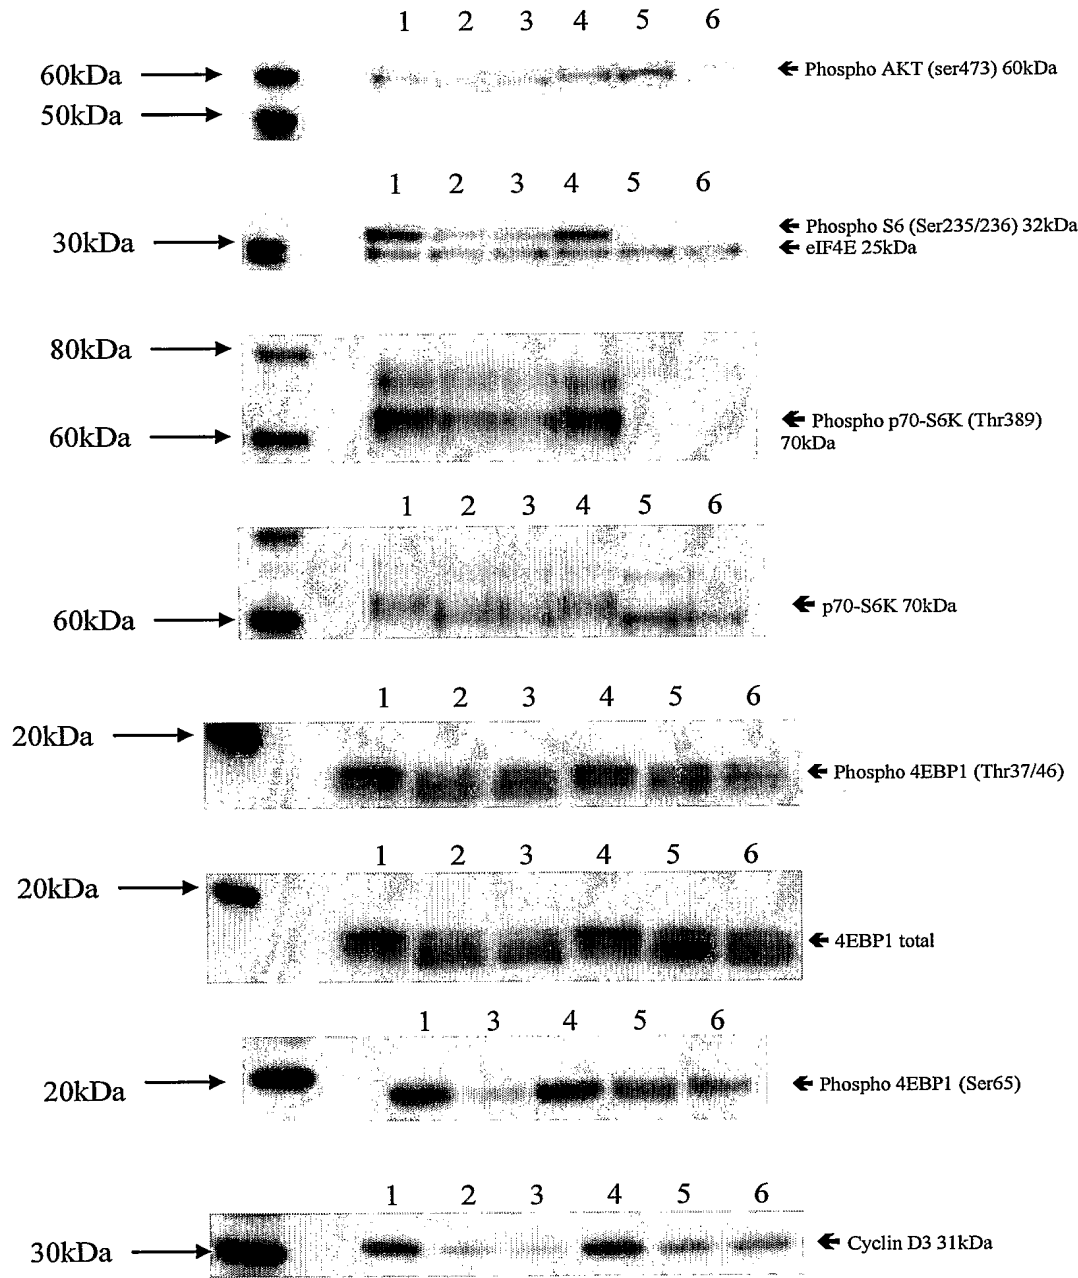 1 2 3 4 5 6
60kDa
Phospho AKT (ser473) 60kDa
50kDa
1 2 3 4 5 6
Phospho S6 (Ser235/236) 32kDa
30kDa
eIF4E 25kDa
80kDa
Phospho p70-S6K (Thr389)
70kDa
60kDa
1 2 3 4 5 6
p70-S6K 70kDa
60kDa
1 2 3 4 5 6
20kDa
Phospho 4EBP1 (Thr37/46)
1 2 3 4 5 6
20kDa
4EBP1 total
1 3 4 5 6
20kDa
Phospho 4EBP1 (Ser65)
1 2 3 4 5 6
30kDa
Cyclin D3 31kDa